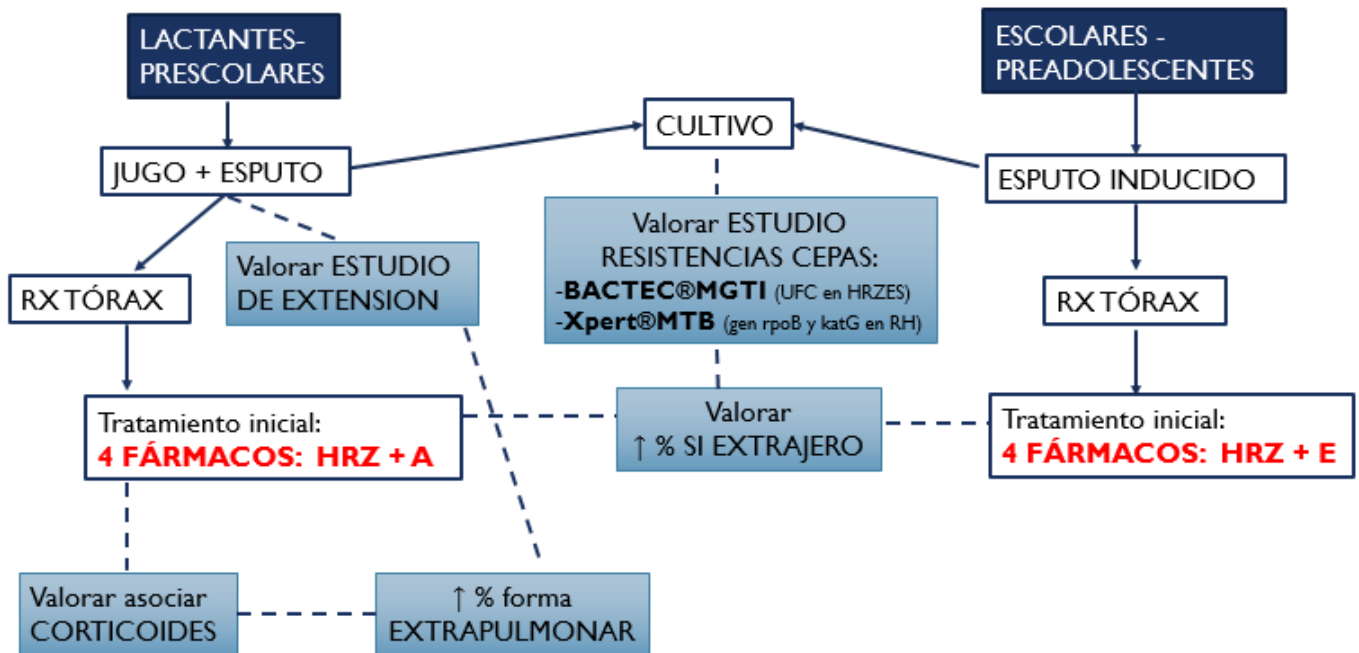 LACTANTES-
PRESCOLARES
ESCOLARES -
PREADOLESCENTES
CULTIVO
JUGO + ESPUTO
ESPUTO INDUCIDO
Valorar ESTUDIO
DE EXTENSION
Valorar ESTUDIO
RESISTENCIAS CEPAS:
-BACTEC®MGTI (UFC en HRZES)
-Xpert®MTB (gen rpoB y katG en RH)
RX TÓRAX
RX TÓRAX
Tratamiento inicial:
4 FÁRMACOS: HRZ + A
Valorar
↑ % SI EXTRAJERO
Tratamiento inicial:
4 FÁRMACOS: HRZ + E
Valorar asociar
CORTICOIDES
↑ % forma
EXTRAPULMONAR